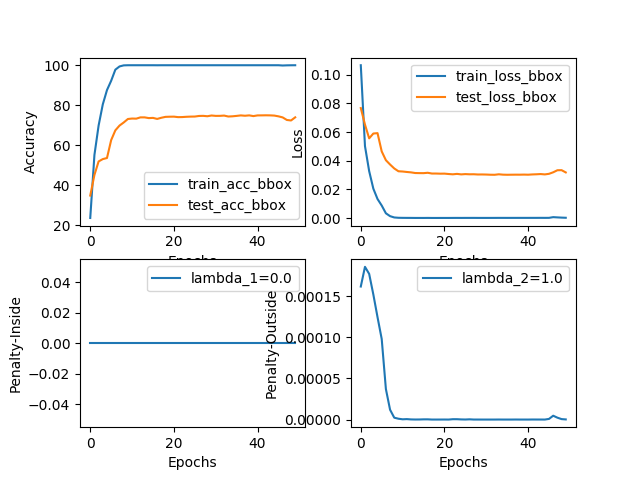 100
80
60
40
20
Accuracy
train_acc_bbox
test_acc_bbox
0 20 40
Epochs
0.10
0.08
0.06
0.04
0.02
0.00
Loss
train_loss_bbox
test_loss_bbox
0 20 40
Epochs
0.04
0.02
0.00
−0.02
−0.04
Penalty-Inside
lambda_1=0.0
0 20 40
Epochs
0.00015
0.00005
0.00000
Penalty-Outside
lambda_2=1.0
0 20 40
Epochs